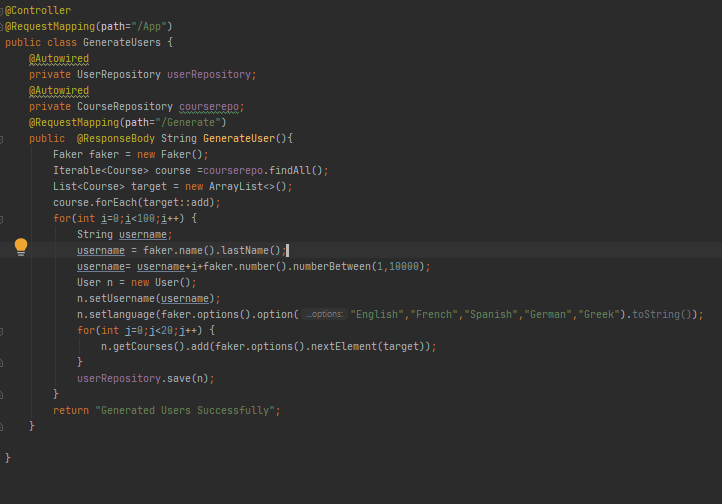 @Controller
@RequestMapping(path="/App")
public class GenerateUsers {
    @Autowired
    private UserRepository userRepository;
    @Autowired
    private CourseRepository courserepo;
    @RequestMapping(path="/Generate")
    public  @ResponseBody String GenerateUser(){
        Faker faker = new Faker();
        Iterable<Course> course =courserepo.findAll();
        List<Course> target = new ArrayList<>();
        course.forEach(target::add);
        for(int i=0;i<100;i++) {
            String username;
            username = faker.name().lastName();
            username= username+i+faker.number().numberBetween(1,10000);
            User n = new User();
            n.setUsername(username);
            n.setlanguage(faker.options().option( ...options: "English","French","Spanish","German","Greek").toString());
            for(int j=0;j<20;j++) {
                n.getCourses().add(faker.options().nextElement(target));
            }
            userRepository.save(n);
        }
        return "Generated Users Successfully";
    }
}